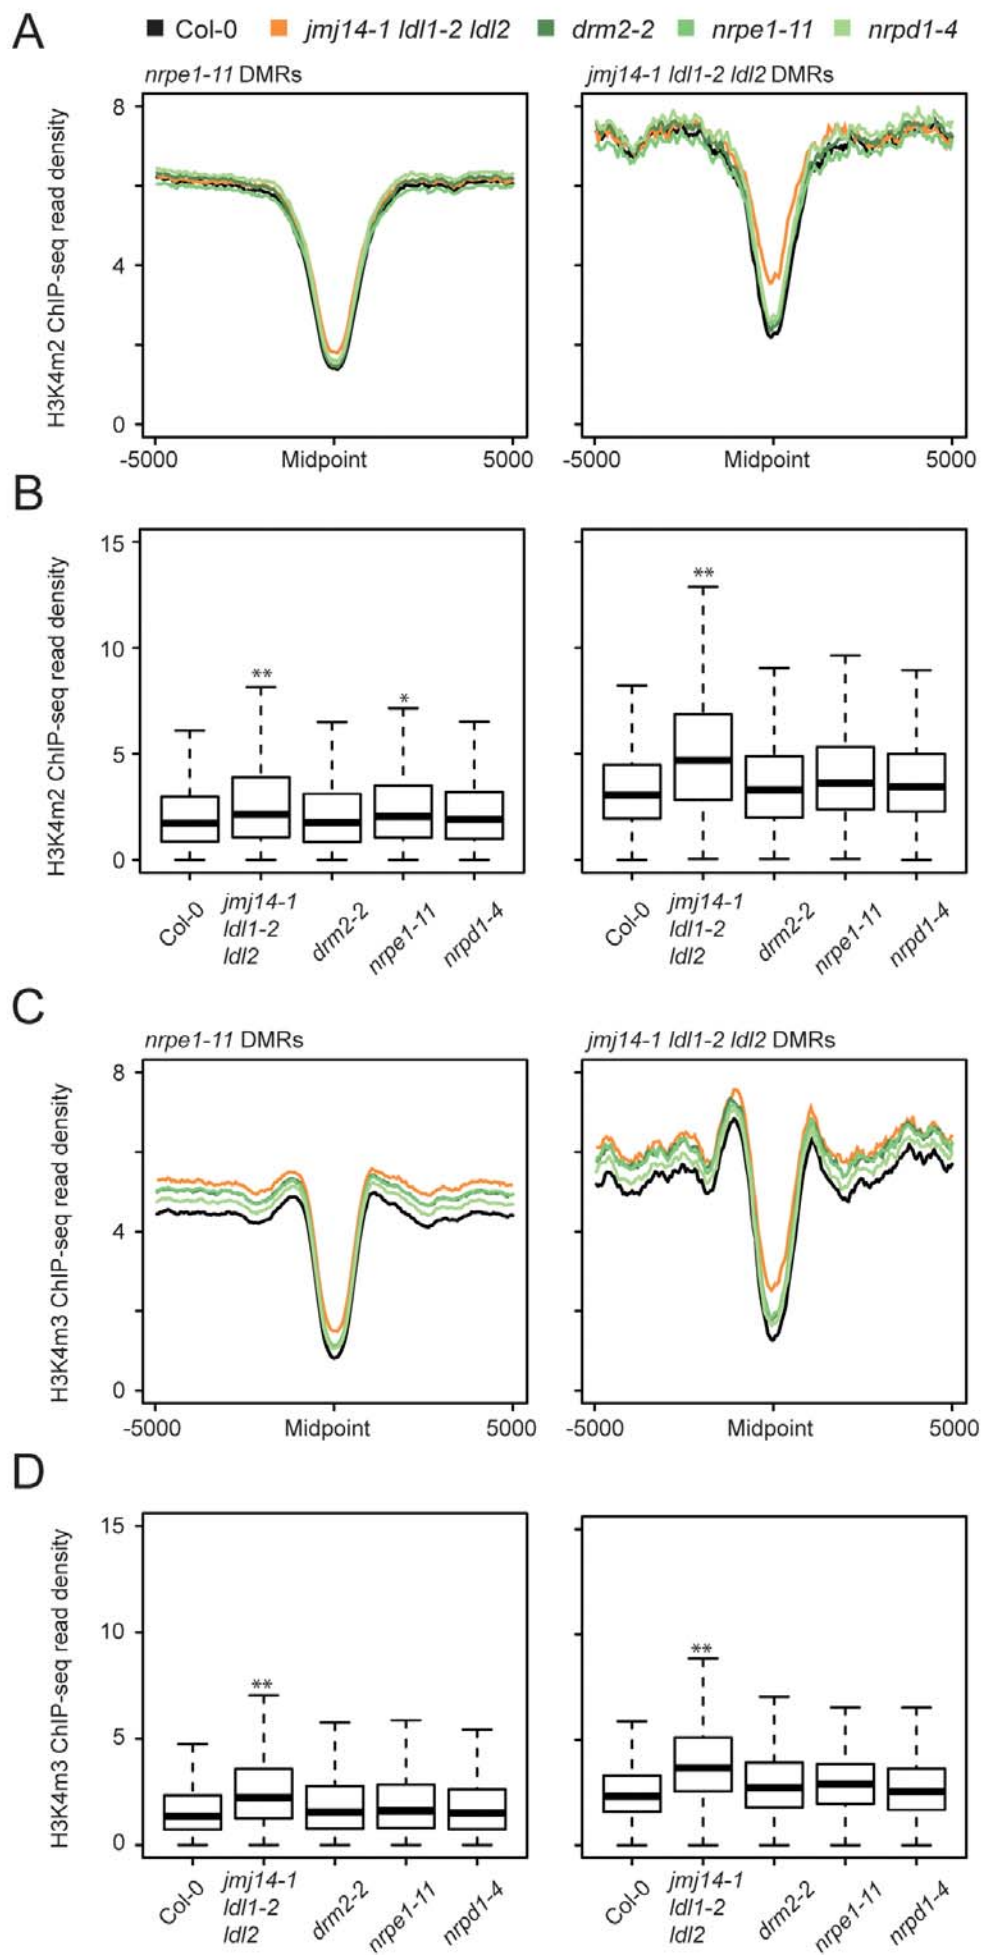 A
Col-0 jmj14-1 ldl1-2 ldl2 drm2-2 nrpe1-11 nrpd1-4
nrpe1-11 DMRs
jmj14-1 ldl1-2 ldl2 DMRs
H3K4m2 ChIP-seq read density
8
4
0
-5000 Midpoint 5000
-5000 Midpoint 5000
B
H3K4m2 ChIP-seq read density
15
10
5
0
**
*
**
Col-0
jmj14-1
ldl1-2
ldl2
drm2-2
nrpe1-11
nrpd1-4
Col-0
jmj14-1
ldl1-2
ldl2
drm2-2
nrpe1-11
nrpd1-4
C
nrpe1-11 DMRs
jmj14-1 ldl1-2 ldl2 DMRs
H3K4m3 ChIP-seq read density
8
4
0
-5000 Midpoint 5000
-5000 Midpoint 5000
D
H3K4m3 ChIP-seq read density
15
10
5
0
**
**
Col-0
jmj14-1
ldl1-2
ldl2
drm2-2
nrpe1-11
nrpd1-4
Col-0
jmj14-1
ldl1-2
ldl2
drm2-2
nrpe1-11
nrpd1-4